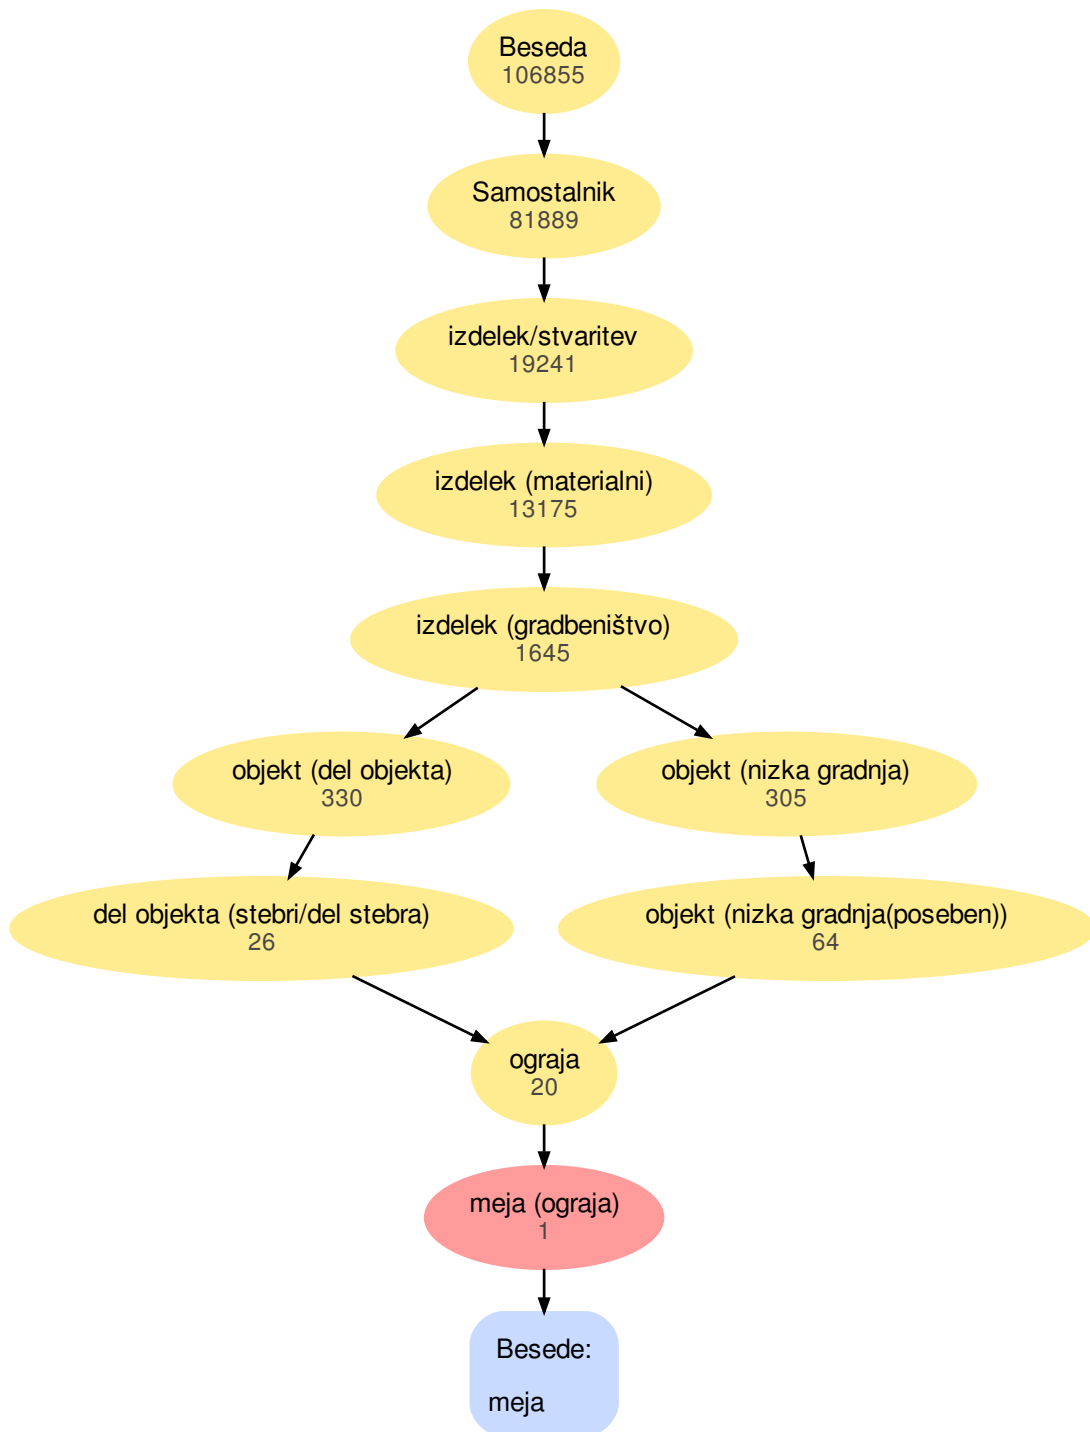 Beseda
106855
Samostalnik
81889
izdelek/stvaritev
19241
izdelek (materialni)
13175
izdelek (gradbeništvo)
1645
objekt (del objekta)
330
objekt (nizka gradnja)
305
del objekta (stebri/del stebra)
26
objekt (nizka gradnja(poseben))
64
ograja
20
meja (ograja)
1
Besede:
meja